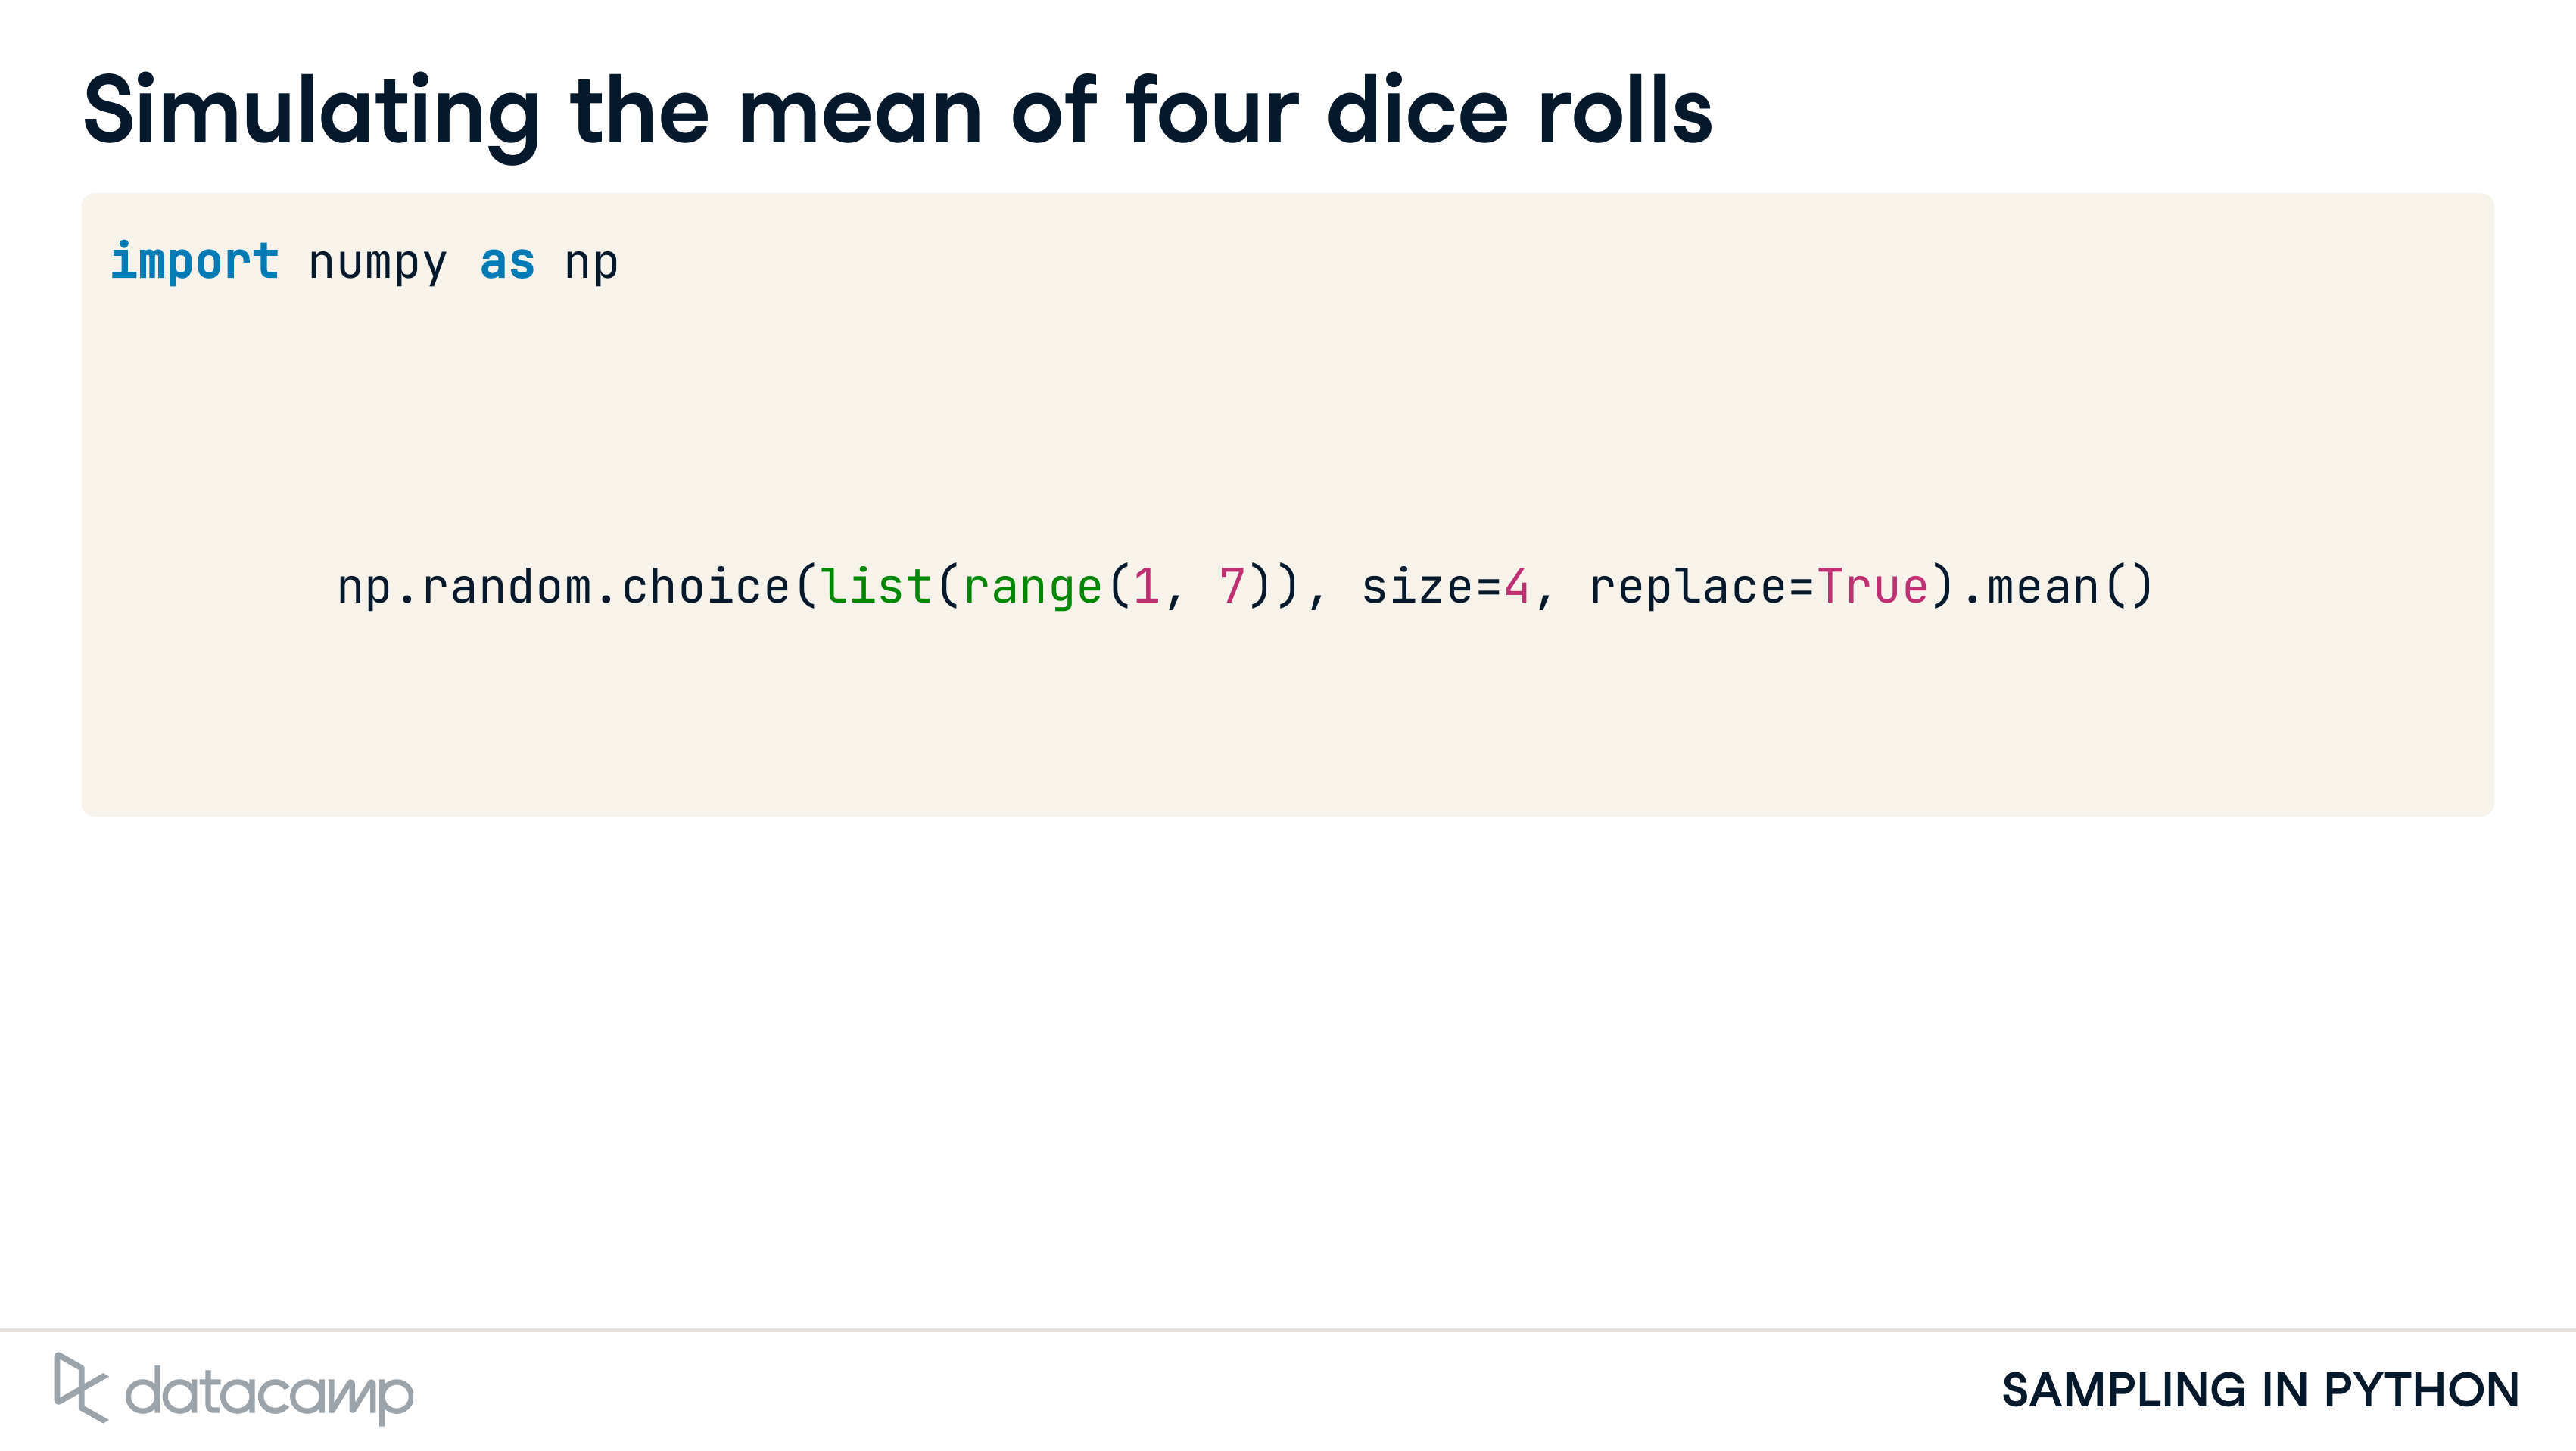 Simulating the mean of four dice rolls
import numpy as np
np.random.choice(list(range(1, 7)), size=4, replace=True).mean()
datacamp
SAMPLING IN PYTHON